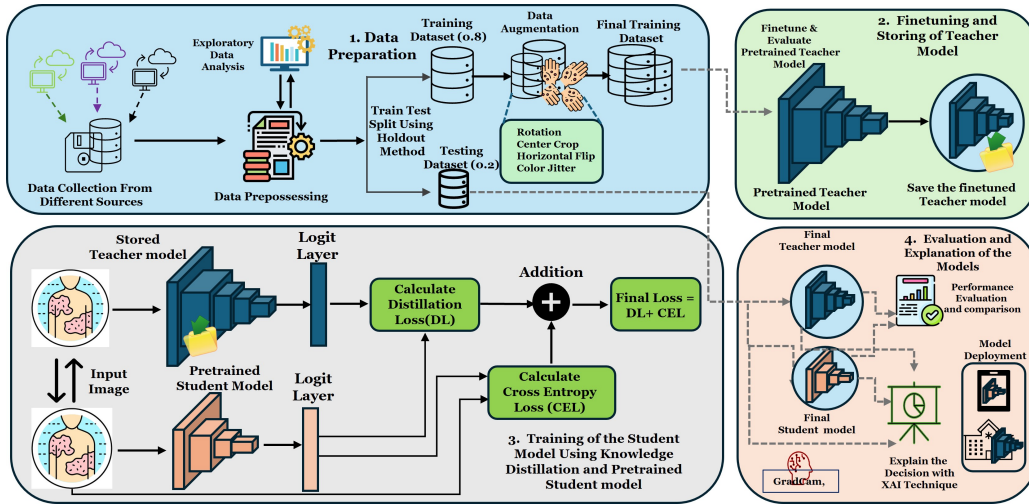 1. Data
Preparation
Exploratory
Data
Analysis
Data Collection From
Different Sources
Data Prepossessing
Train Test
Split Using
Holdout
Method
Training
Dataset (0.8)
Testing
Dataset (0.2)
Data
Augmentation
Rotation
Center Crop
Horizontal Flip
Color Jitter
Final Training
Dataset
2. Finetuning and
Storing of Teacher
Model
Finetune &
Evaluate
Pretrained Teacher
Model
Pretrained Teacher
Model
Save the finetuned
Teacher model
Stored
Teacher model
Logit
Layer
Calculate
Distillation
Loss(DL)
Addition
Final Loss =
DL+ CEL
Input
Image
Pretrained
Student Model
Logit
Layer
Calculate
Cross Entropy
Loss (CEL)
3. Training of the Student
Model Using Knowledge
Distillation and Pretrained
Student model
Final
Teacher model
4. Evaluation and
Explanation of the
Models
Performance
Evaluation
and comparison
Model
Deployment
Final
Student model
Explain the
Decision with
XAI Technique
GradCam,